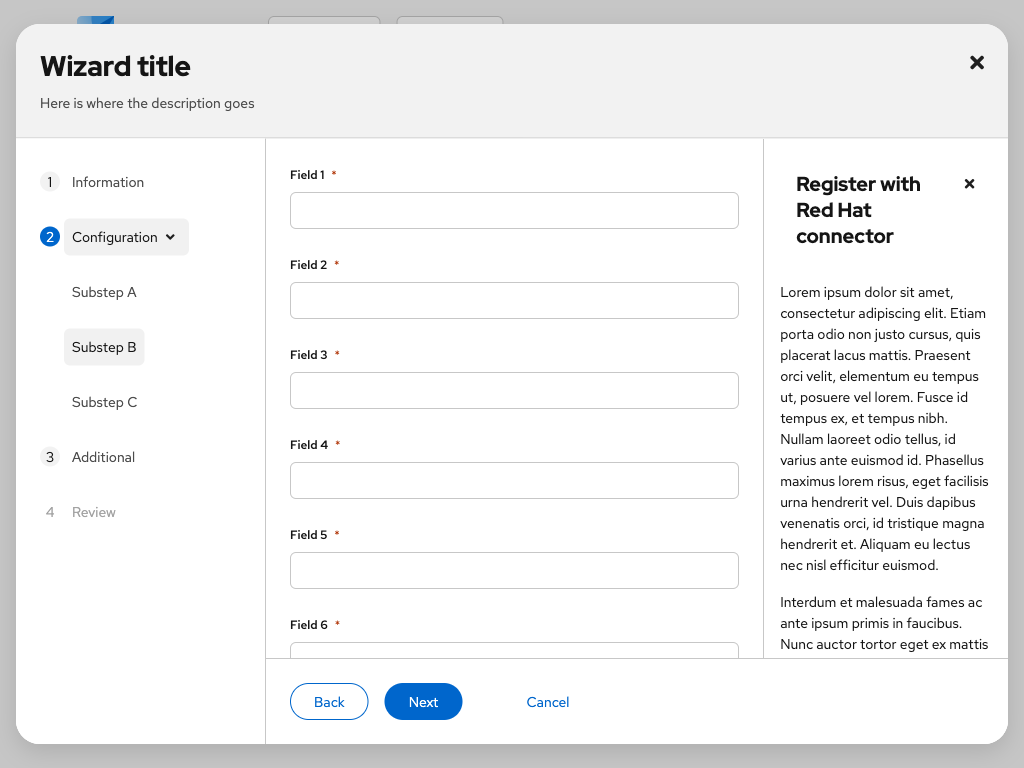 Wizard title
Here is where the description goes
1 Information
2 Configuration
Substep A
Substep B
Substep C
3 Additional
4 Review
Field 1 *
Field 2 *
Field 3 *
Field 4 *
Field 5 *
Field 6 *
Register with
Red Hat
connector
Lorem ipsum dolor sit amet,
consectetur adipiscing elit. Etiam
porta odio non justo cursus, quis
placerat lacus mattis. Praesent
orci velit, elementum eu tempus
ut, posuere vel lorem. Fusce id
tempus ex, et tempus nibh.
Nullam laoreet odio tellus, id
varius ante euismod id. Phasellus
maximus lorem risus, eget facilisis
urna hendrerit vel. Duis dapibus
venenatis orci, id tristique magna
hendrerit et. Aliquam eu lectus
nec nisl efficitur euismod.
Interdum et malesuada fames ac
ante ipsum primis in faucibus.
Nunc auctor tortor eget ex mattis
Back Next Cancel